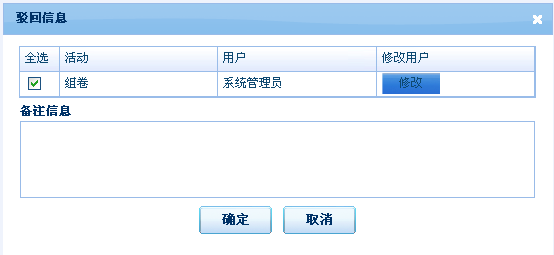 驳回信息
全选 活动 用户 修改用户
组卷 系统管理员 修改
备注信息
确定 取消